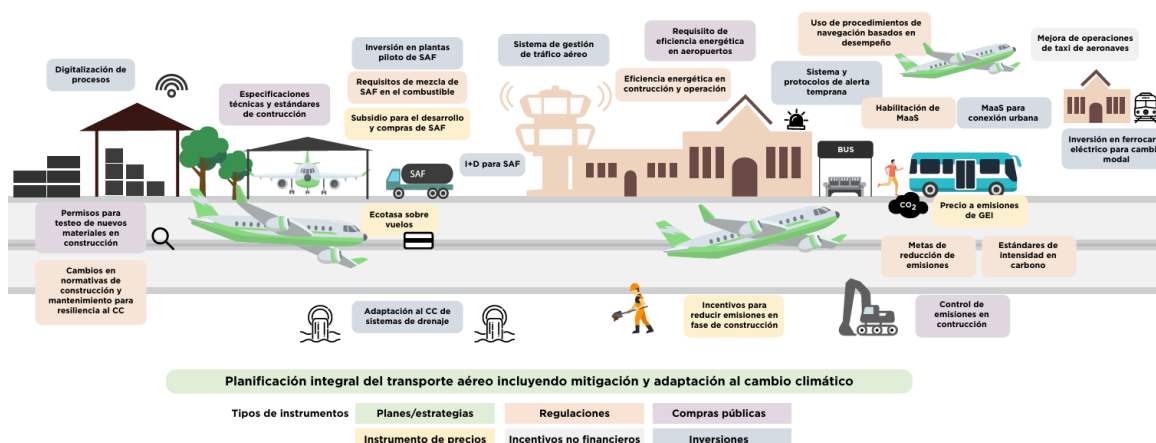 Digitalización de
procesos
Especificaciones
técnicas y estándares
de contrucción
Inversión en plantas
piloto de SAF
Requisitos de mezcla de
SAF en el combustible
Subsidio para el desarrollo
y compras de SAF
Sistema de gestión
de tráfico aéreo
Requisiito de
eficiencia energética
en aeropuertos
Eficiencia energética en
contrucción y operación
Uso de procedimientos de
navegación basados en
desempeño
Sistema y
protocolos de alerta
temprana
Mejora de operaciones
de taxi de aeronaves
Habilitación de
MaaS
MaaS para
conexión urbana
Inversión en ferrocarril
eléctrico para cambio
modal
I+D para SAF
SAF
BUS
CO2
Precio a emisiones
de GEI
Permisos para
testeo de nuevos
materiales en
construcción
Ecotasa sobre
vuelos
Metas de
reducción de
emisiones
Estándares de
intensidad en
carbono
Cambios en
normativas de
construcción y
mantenimiento para
resiliencia al CC
Adaptación al CC de
sistemas de drenaje
Incentivos para
reducir emisiones en
fase de construcción
Control de
emisiones en
contrucción
Planificación integral del transporte aéreo incluyendo mitigación y adaptación al cambio climático
Tipos de instrumentos
Planes/estrategias
Regulaciones
Compras públicas
Instrumento de precios
Incentivos no financieros
Inversiones